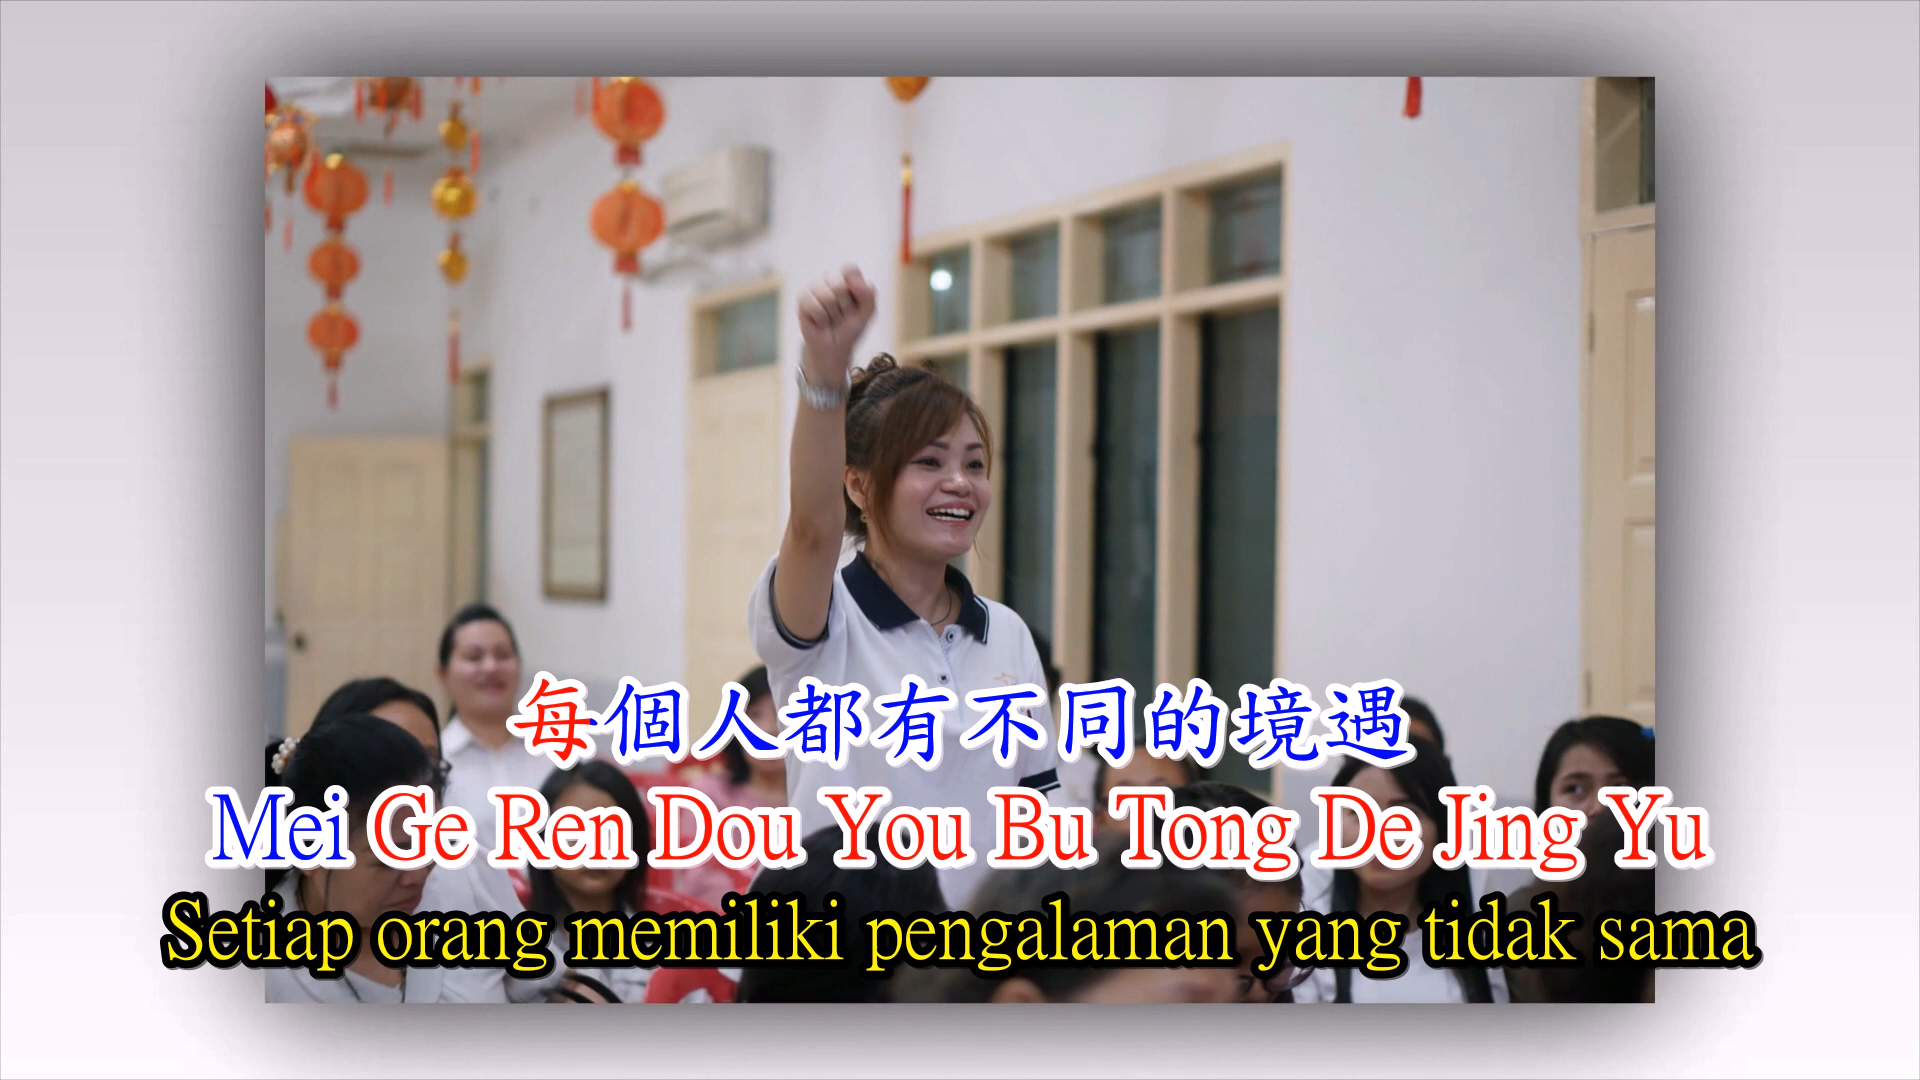 每個人都有不同的境遇
Mei Ge Ren Dou You Bu Tong De Jing Yu
Setiap orang memiliki pengalaman yang tidak sama